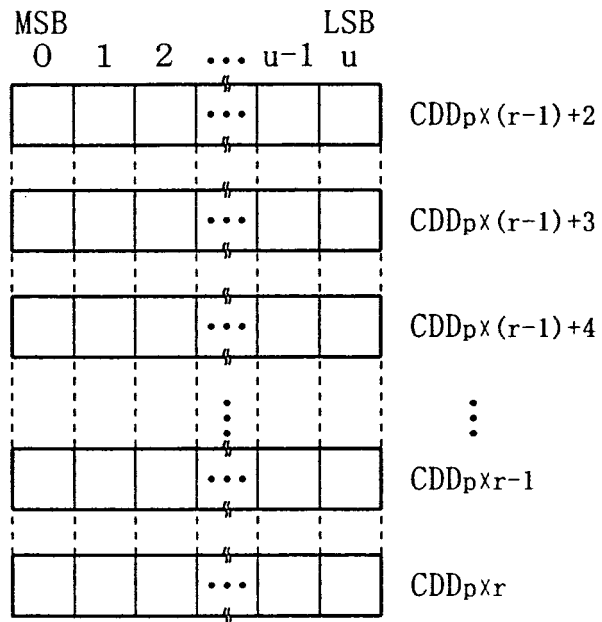 MSB LSB
0 1 2 ... u-1 u
... CDDp×(r-1)+2
... CDDp×(r-1)+3
... CDDp×(r-1)+4
⋮ ⋮
... CDDp×r-1
... CDDp×r